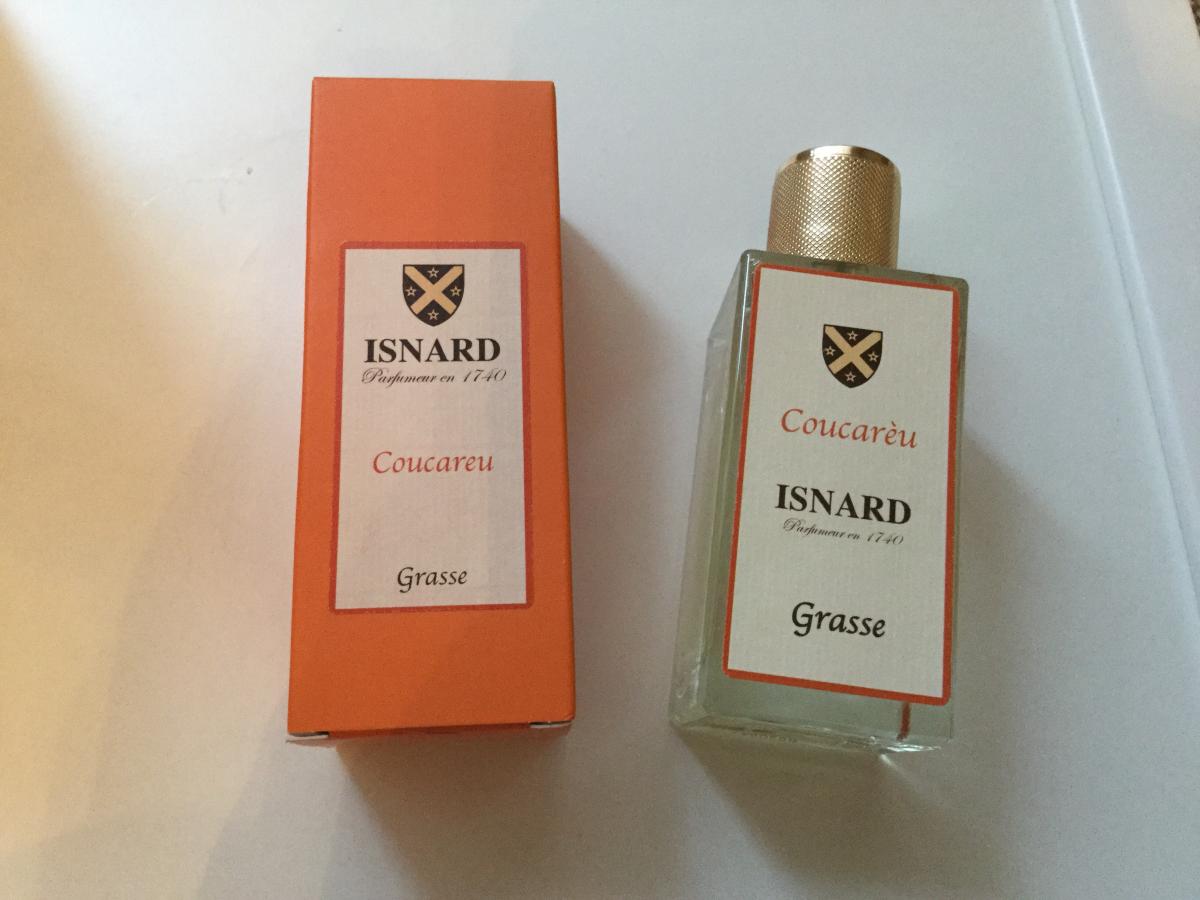 ISNARD
Parfumeur en 1740
Coucareu
Grasse
Coucarèu
ISNARD
Parfumeur en 1740
Grasse